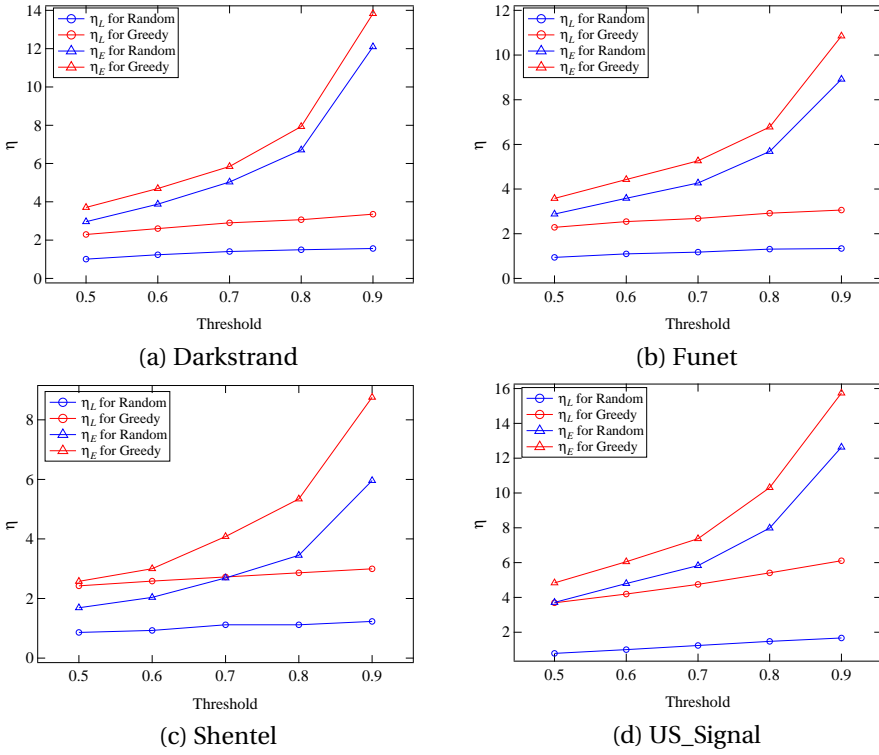 14
12
10
8
6
4
2
0
η
η_L for Random
η_L for Greedy
η_E for Random
η_E for Greedy
0.5 0.6 0.7 0.8 0.9
Threshold
(a) Darkstrand
12
10
8
6
4
2
0
η
η_L for Random
η_L for Greedy
η_E for Random
η_E for Greedy
0.5 0.6 0.7 0.8 0.9
Threshold
(b) Funet
8
6
4
2
0
η
η_L for Random
η_L for Greedy
η_E for Random
η_E for Greedy
0.5 0.6 0.7 0.8 0.9
Threshold
(c) Shentel
16
14
12
10
8
6
4
2
η
η_L for Random
η_L for Greedy
η_E for Random
η_E for Greedy
0.5 0.6 0.7 0.8 0.9
Threshold
(d) US_Signal